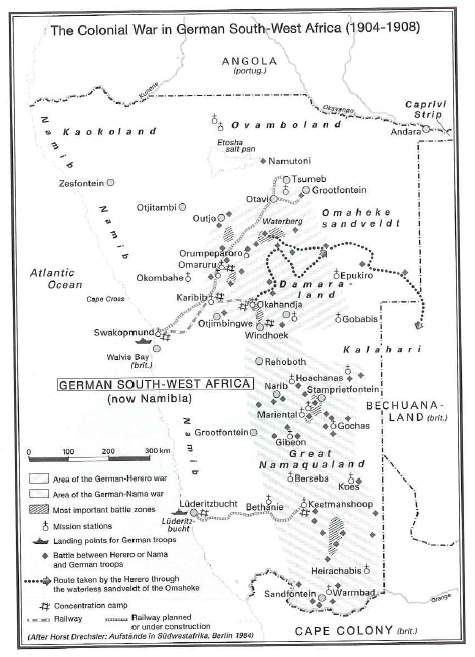 The Colonial War in German South-West Africa (1904-1908)
ANGOLA
(portug.)
Kunene
Okavango
Caprivi
Strip
Andara
Namib
Kaokoland
Ovamboland
Etosha
salt pan
Namutoni
Zesfontein
Tsumeb
Grootfontein
Otavi
Otjitambi
Outjo
Waterberg
Omaheke
sandveldt
Namib
Orumpeparoro
Omaruru
Okombahe
Epukiro
Atlantic
Ocean
Damara-
land
Cape Cross
Karibib
Okahandja
Otjimbingwe
Gobabis
Swakopmund
Windhoek
Walvis Bay
(brit.)
Kalahari
Rehoboth
GERMAN SOUTH-WEST AFRICA
(now Namibia)
Hoachanas
Narib
Stamprietfontein
BECHUANA-
LAND (brit.)
Mariental
Gochas
Namib
Grootfontein
Gibeon
Great
Namaqualand
0
100
200
300 km
Berseba
Koes
Area of the German-Herero war
Area of the German-Nama war
Most important battle zones
Lüderitzbucht
Bethanie
Keetmanshoop
Lüderitz-
bucht
Mission stations
Landing points for German troops
Battle between Herero or Nama
and German troops
Route taken by the Herero through
the waterless sandveldt of the Omaheke
Heirachabis
Concentration camp
Sandfontein
Warmbad
Orange
Railway
Railway planned
or under construction
(After Horst Drechsler: Aufstände in Südwestafrika, Berlin 1984)
CAPE COLONY (brit.)